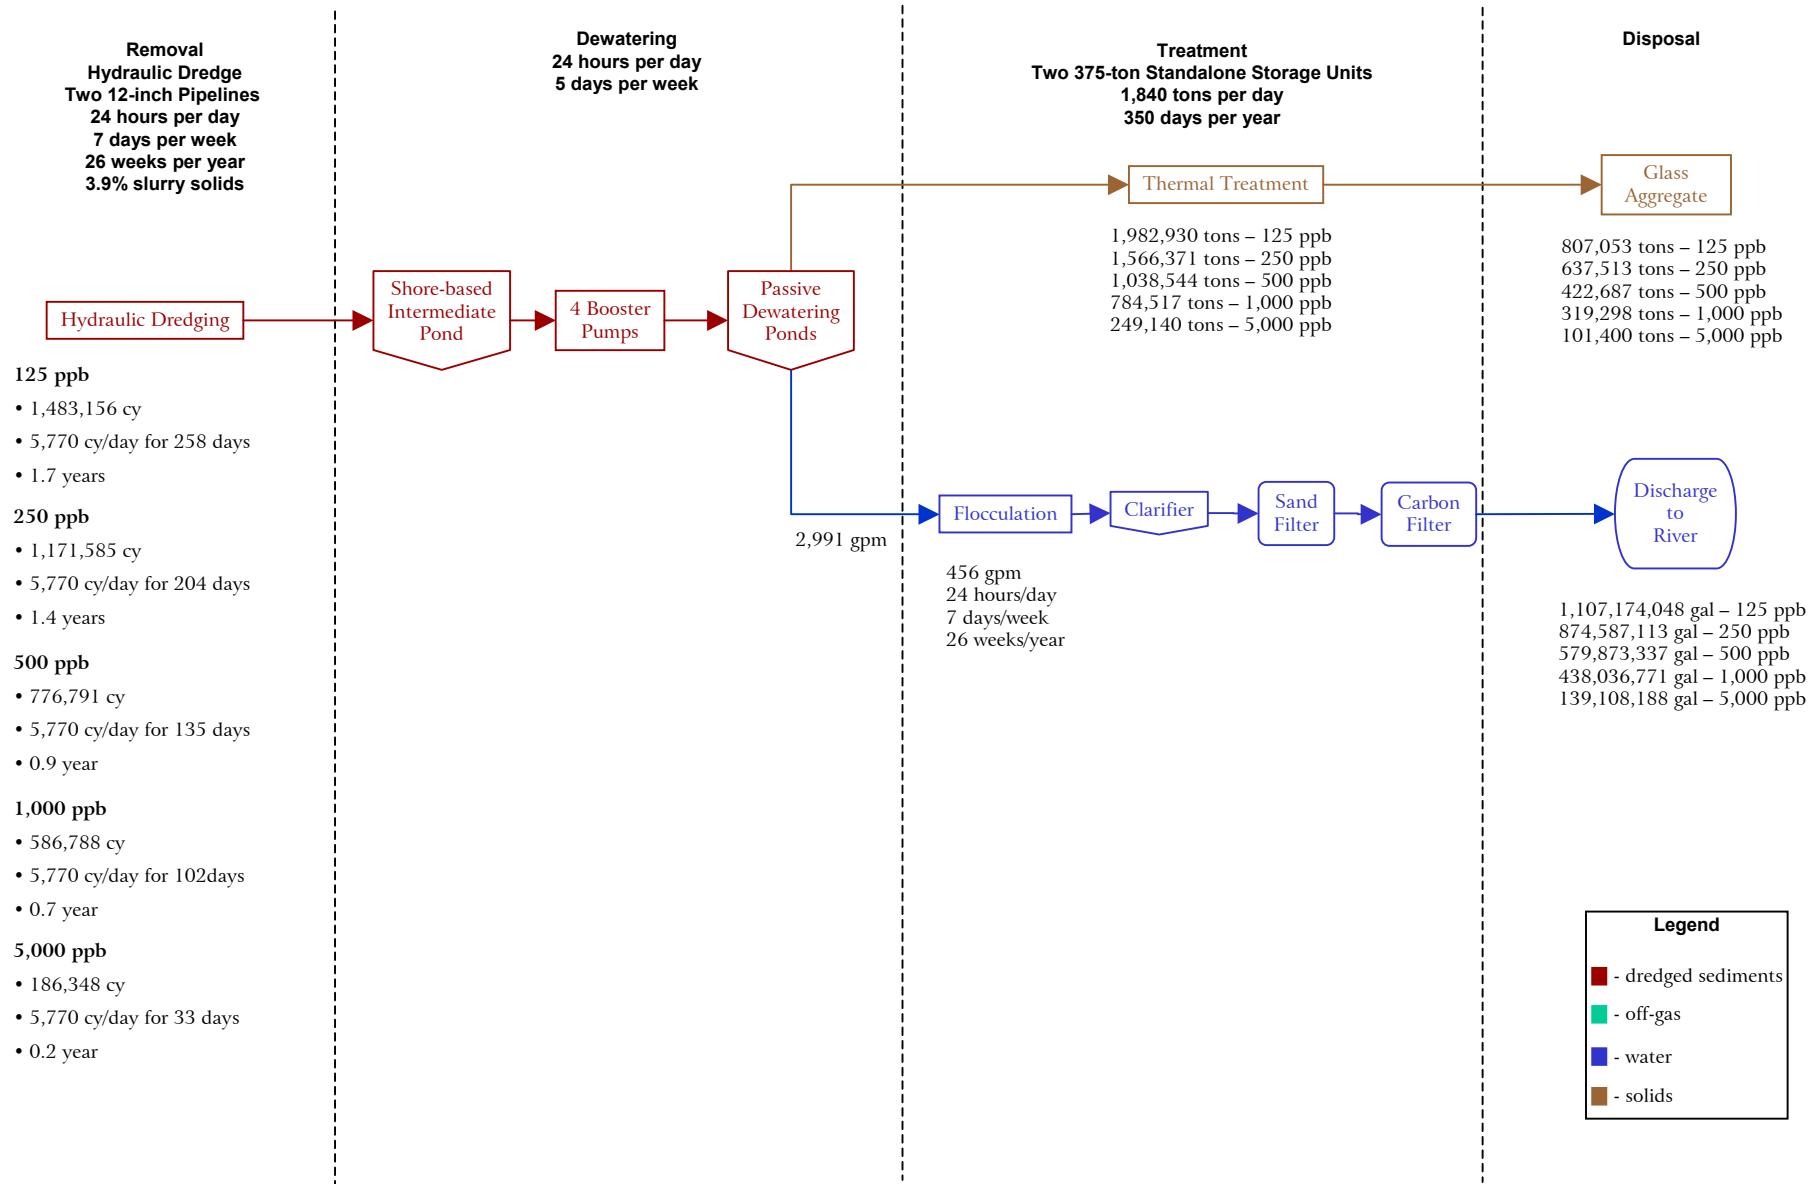 Removal
Hydraulic Dredge
Two 12-inch Pipelines
24 hours per day
7 days per week
26 weeks per year
3.9% slurry solids
Dewatering
24 hours per day
5 days per week
Treatment
Two 375-ton Standalone Storage Units
1,840 tons per day
350 days per year
Disposal
Hydraulic Dredging
Shore-based
Intermediate
Pond
4 Booster
Pumps
Passive
Dewatering
Ponds
Thermal Treatment
Glass
Aggregate
1,982,930 tons – 125 ppb
1,566,371 tons – 250 ppb
1,038,544 tons – 500 ppb
784,517 tons – 1,000 ppb
249,140 tons – 5,000 ppb
807,053 tons – 125 ppb
637,513 tons – 250 ppb
422,687 tons – 500 ppb
319,298 tons – 1,000 ppb
101,400 tons – 5,000 ppb
125 ppb
• 1,483,156 cy
• 5,770 cy/day for 258 days
• 1.7 years
250 ppb
• 1,171,585 cy
• 5,770 cy/day for 204 days
• 1.4 years
500 ppb
• 776,791 cy
• 5,770 cy/day for 135 days
• 0.9 year
1,000 ppb
• 586,788 cy
• 5,770 cy/day for 102days
• 0.7 year
5,000 ppb
• 186,348 cy
• 5,770 cy/day for 33 days
• 0.2 year
2,991 gpm
Flocculation
Clarifier
Sand
Filter
Carbon
Filter
Discharge
to
River
456 gpm
24 hours/day
7 days/week
26 weeks/year
1,107,174,048 gal – 125 ppb
874,587,113 gal – 250 ppb
579,873,337 gal – 500 ppb
438,036,771 gal – 1,000 ppb
139,108,188 gal – 5,000 ppb
Legend
- dredged sediments
- off-gas
- water
- solids